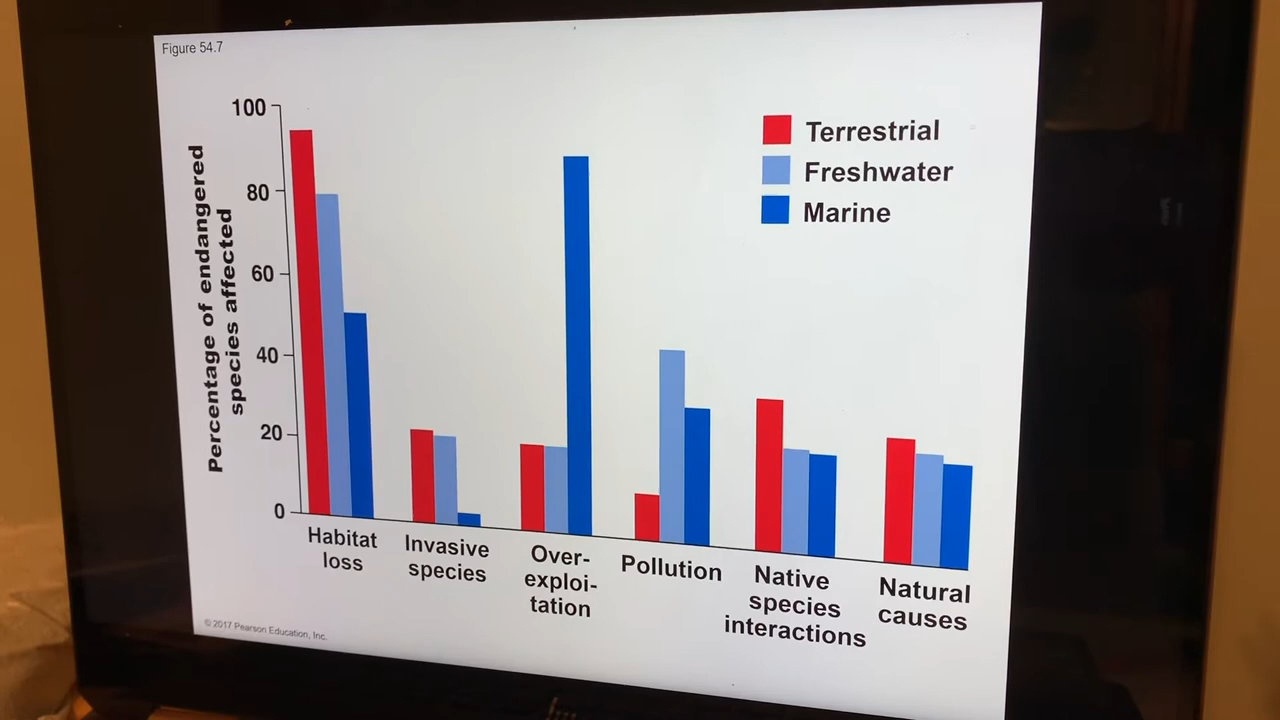 Figure 54.7
100
80
60
40
20
0
Percentage of endangered
species affected
Terrestrial
Freshwater
Marine
Habitat
loss
Invasive
species
Over-
exploi-
tation
Pollution
Native
species
interactions
Natural
causes
© 2017 Pearson Education, Inc.